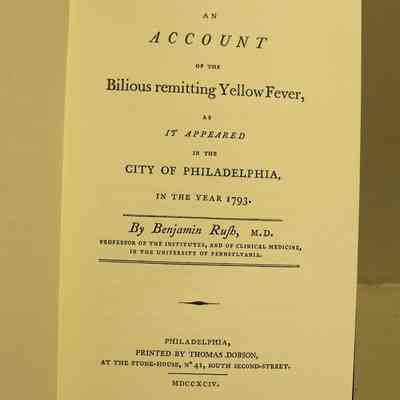 AN
ACCOUNT
OF THE
Bilious remitting Yellow Fever,
AS
IT APPEARED
IN THE
CITY OF PHILADELPHIA,
IN THE YEAR 1793.
By Benjamin Ruſh, M.D.
PROFESSOR OF THE INSTITUTES, AND OF CLINICAL MEDICINE,
IN THE UNIVERSITY OF PENNSYLVANIA.
PHILADELPHIA,
PRINTED BY THOMAS DOBSON,
AT THE STONE-HOUSE, Nº 41, SOUTH SECOND-STREET.
MDCCXCIV.